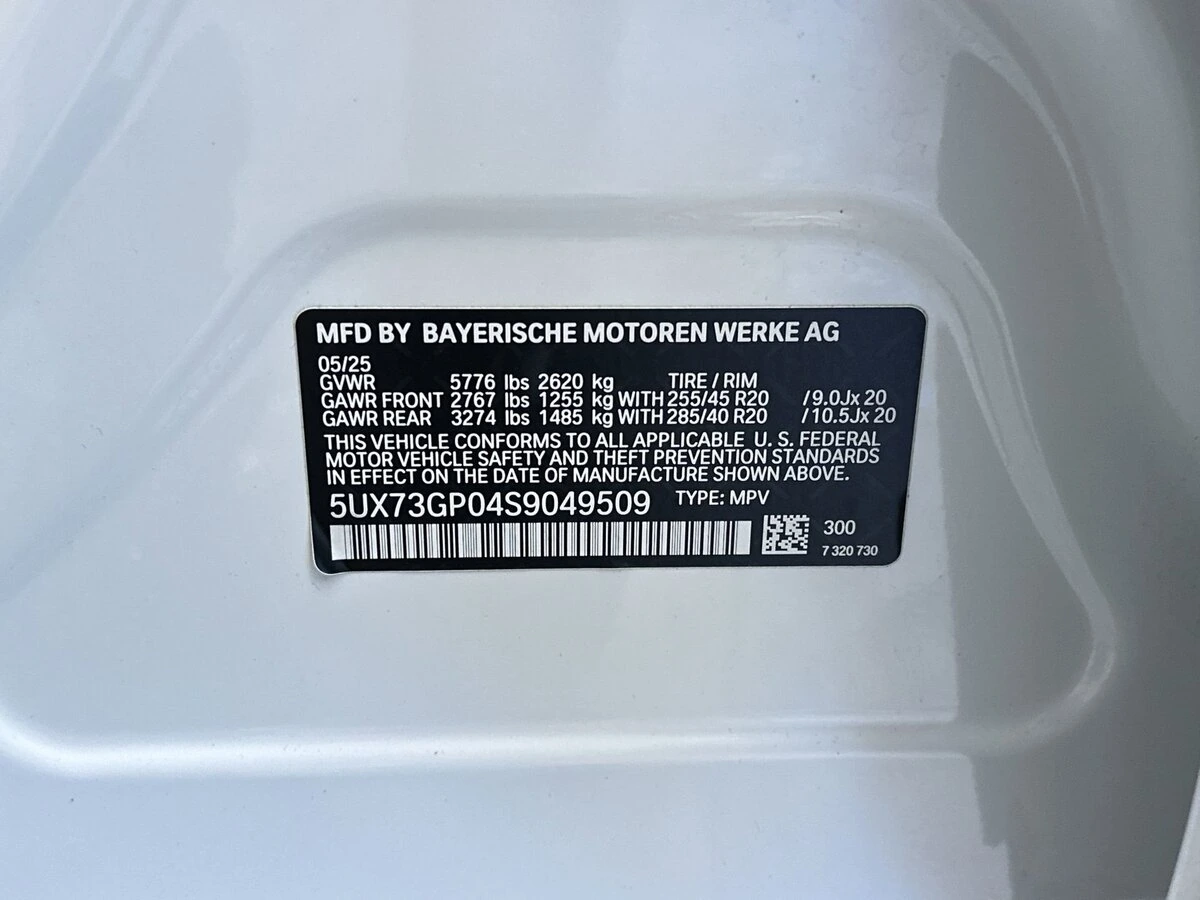 MFD BY BAYERISCHE MOTOREN WERKE AG
05/25
GVWR 5776 lbs 2620 kg TIRE / RIM
GAWR FRONT 2767 lbs 1255 kg WITH 255/45 R20 /9.0Jx 20
GAWR REAR 3274 lbs 1485 kg WITH 285/40 R20 /10.5Jx 20
THIS VEHICLE CONFORMS TO ALL APPLICABLE U. S. FEDERAL
MOTOR VEHICLE SAFETY AND THEFT PREVENTION STANDARDS
IN EFFECT ON THE DATE OF MANUFACTURE SHOWN ABOVE.
5UX73GP04S9049509 TYPE: MPV
300
7 320 730